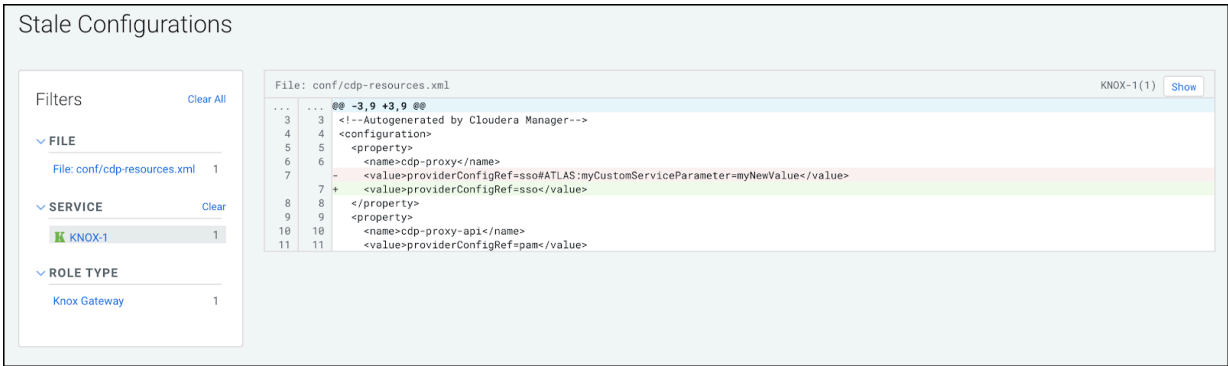 Stale Configurations
Filters Clear All
FILE
File: conf/cdp-resources.xml 1
SERVICE Clear
KNOX-1 1
ROLE TYPE
Knox Gateway 1
File: conf/cdp-resources.xml KNOX-1(1) Show
... ... @@ -3,9 +3,9 @@
3 3 <!--Autogenerated by Cloudera Manager-->
4 4 <configuration>
5 5 <property>
6 6 <name>cdp-proxy</name>
7 - <value>providerConfigRef=sso#ATLAS:myCustomServiceParameter=myNewValue</value>
7 + <value>providerConfigRef=sso</value>
8 8 </property>
9 9 <property>
10 10 <name>cdp-proxy-api</name>
11 11 <value>providerConfigRef=pam</value>